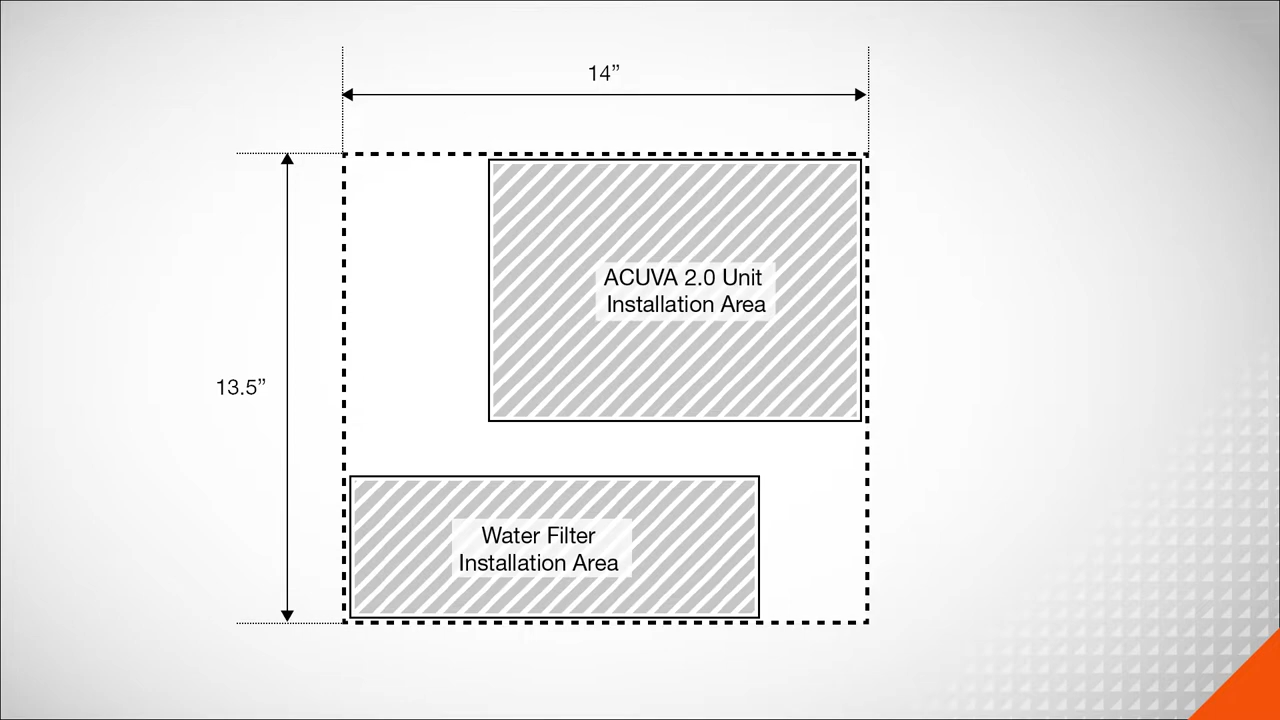 14”
ACUVA 2.0 Unit
Installation Area
13.5”
Water Filter
Installation Area